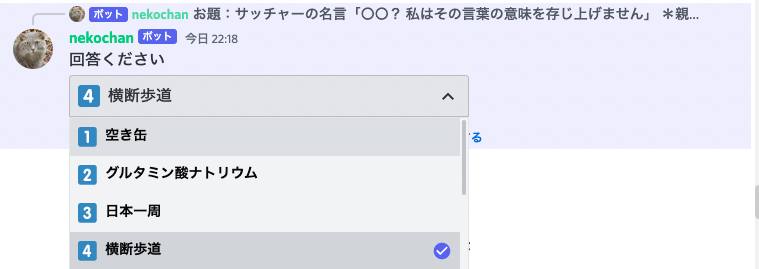 ボット nekochan お題：サッチャーの名言「〇〇？ 私はその言葉の意味を存じ上げません」 ＊親...
nekochan ボット 今日 22:18
回答ください
4 横断歩道
1 空き缶
る
2 グルタミン酸ナトリウム
3 日本一周
4 横断歩道